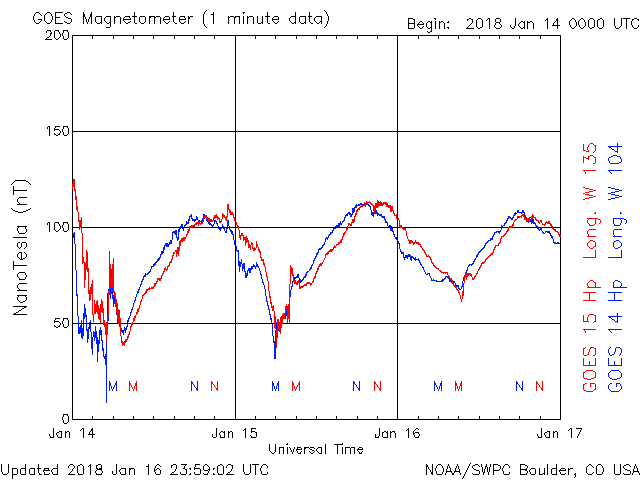 GOES Magnetometer (1 minute data)
Begin: 2018 Jan 14 0000 UTC
200
150
100
50
0
NanoTesla (nT)
M M N N M M N N M M N N
Jan 14 Jan 15 Jan 16 Jan 17
Universal Time
GOES 15 Hp Long. W 135
GOES 14 Hp Long. W 104
Updated 2018 Jan 16 23:59:02 UTC
NOAA/SWPC Boulder, CO USA